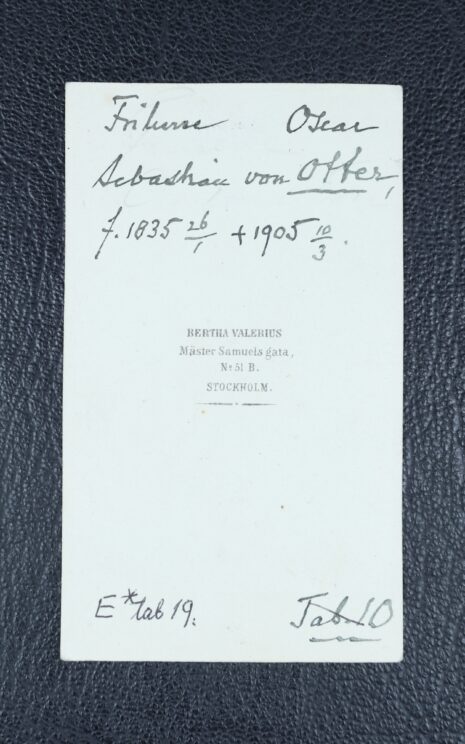 Friherre Oscar
Sebastian von Otter,
f. 1835 26/1 + 1905 10/3.
BERTHA VALERIUS
Mäster Samuels gata,
No 51 B.
STOCKHOLM.
E* tab 19. Tab 10